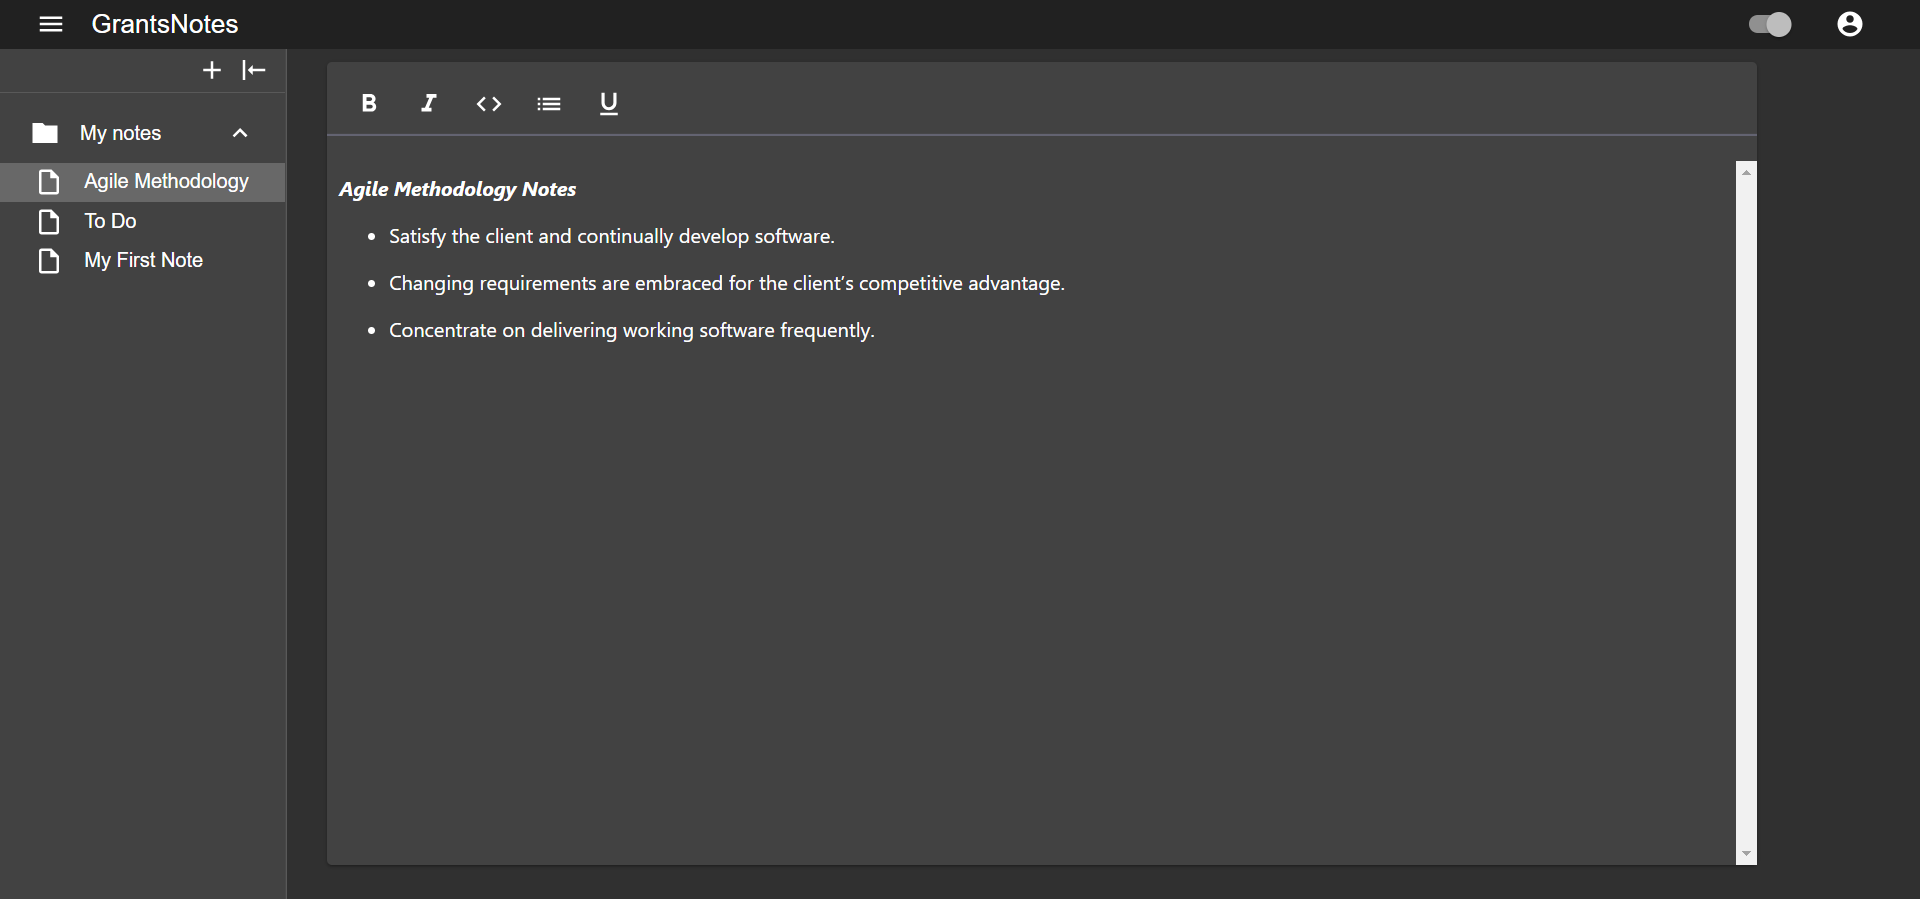 GrantsNotes
My notes
Agile Methodology
To Do
My First Note
B I <> U
Agile Methodology Notes
• Satisfy the client and continually develop software.
• Changing requirements are embraced for the client's competitive advantage.
• Concentrate on delivering working software frequently.